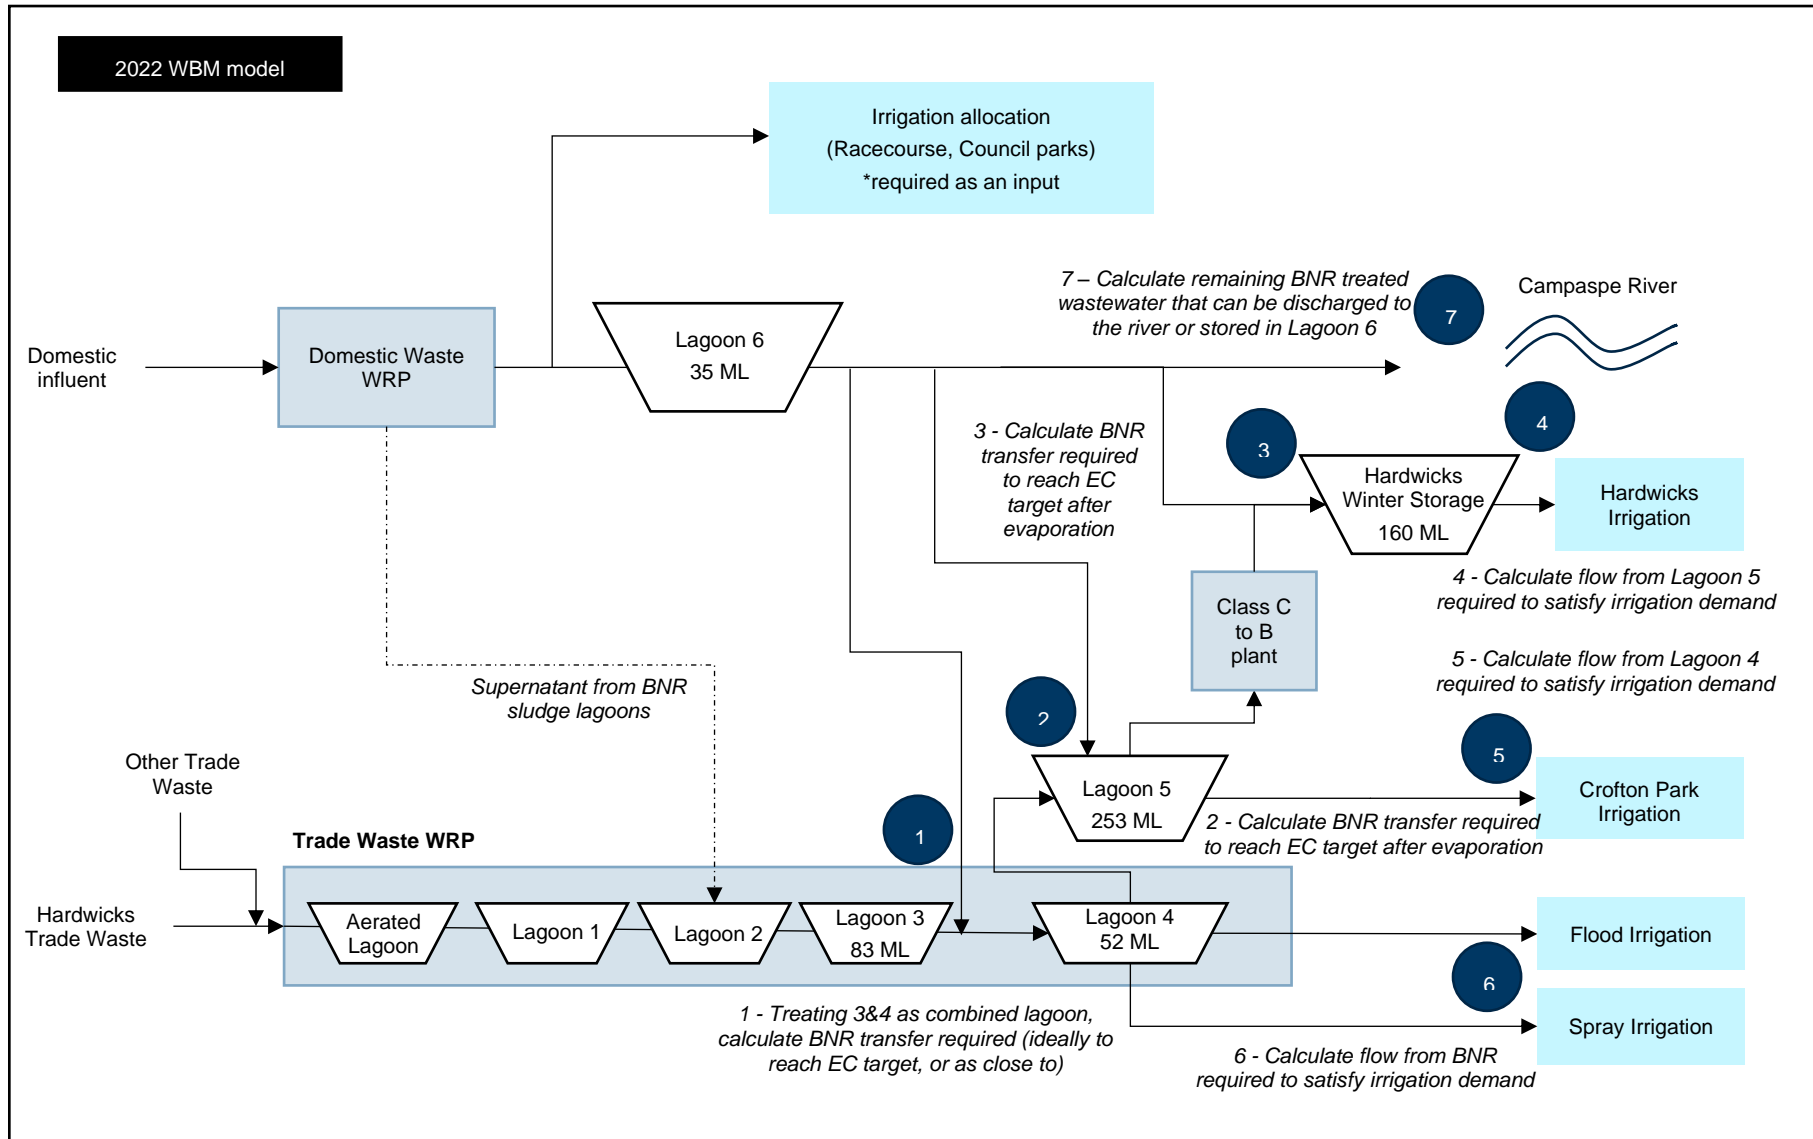 2022 WBM model
Irrigation allocation
(Racecourse, Council parks)
*required as an input
7 – Calculate remaining BNR treated
wastewater that can be discharged to
the river or stored in Lagoon 6
7
Campaspe River
Domestic
influent
Domestic Waste
WRP
Lagoon 6
35 ML
3 - Calculate BNR
transfer required
to reach EC
target after
evaporation
3
4
Hardwicks
Winter Storage
160 ML
Hardwicks
Irrigation
4 - Calculate flow from Lagoon 5
required to satisfy irrigation demand
Class C
to B
plant
5 - Calculate flow from Lagoon 4
required to satisfy irrigation demand
Supernatant from BNR
sludge lagoons
2
5
Other Trade
Waste
Lagoon 5
253 ML
Crofton Park
Irrigation
2 - Calculate BNR transfer required
to reach EC target after evaporation
1
Trade Waste WRP
Hardwicks
Trade Waste
Aerated
Lagoon
Lagoon 1
Lagoon 2
Lagoon 3
83 ML
Lagoon 4
52 ML
Flood Irrigation
6
Spray Irrigation
1 - Treating 3&4 as combined lagoon,
calculate BNR transfer required (ideally to
reach EC target, or as close to)
6 - Calculate flow from BNR
required to satisfy irrigation demand